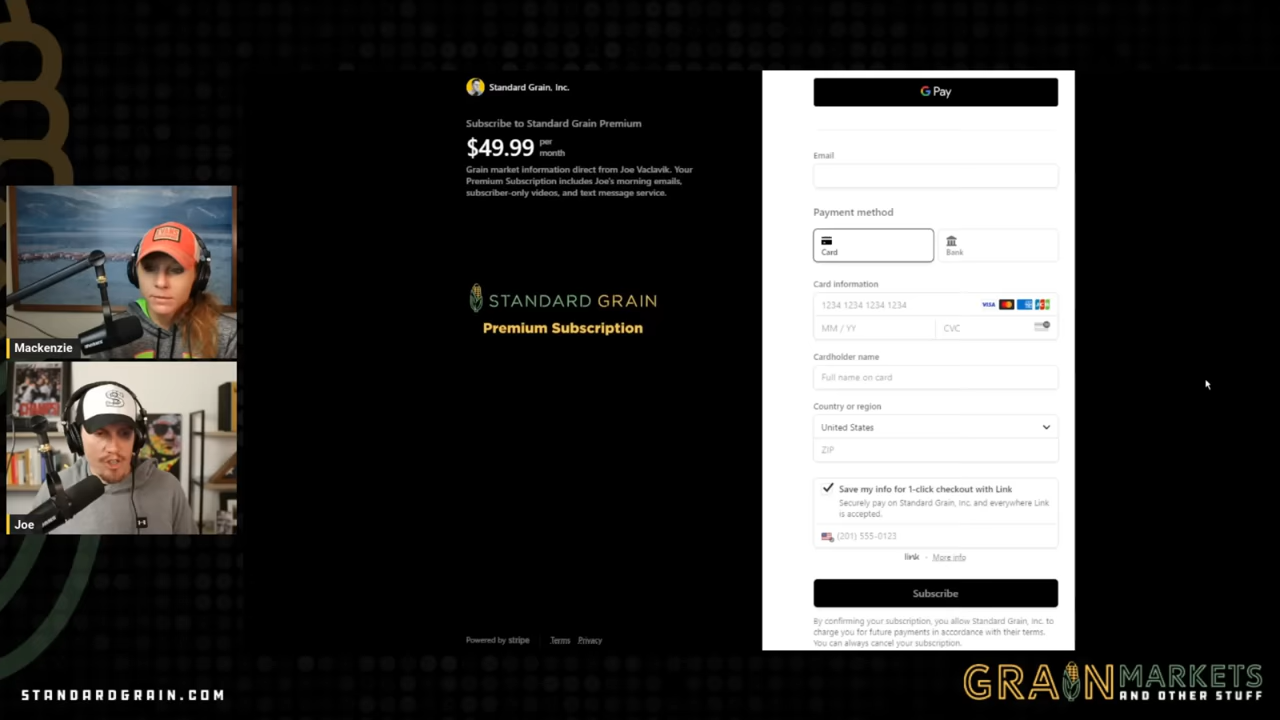 Standard Grain, Inc.
Subscribe to Standard Grain Premium
$49.99 per month
Grain market information direct from Joe Vaclavik. Your
Premium Subscription includes Joe's morning emails,
subscriber-only videos, and text message service.
STANDARD GRAIN
Premium Subscription
Powered by stripe
Terms Privacy
G Pay
Email
Payment method
Card
Bank
Card information
1234 1234 1234 1234
VISA
MM / YY
CVC
Cardholder name
Full name on card
Country or region
United States
ZIP
Save my info for 1-click checkout with Link
Securely pay on Standard Grain, Inc. and everywhere Link
is accepted.
(201) 555-0123
link · More info
Subscribe
By confirming your subscription, you allow Standard Grain, Inc. to
charge you for future payments in accordance with their terms.
You can always cancel your subscription.
Mackenzie
Joe
STANDARDGRAIN.COM
GRAIN MARKETS
AND OTHER STUFF